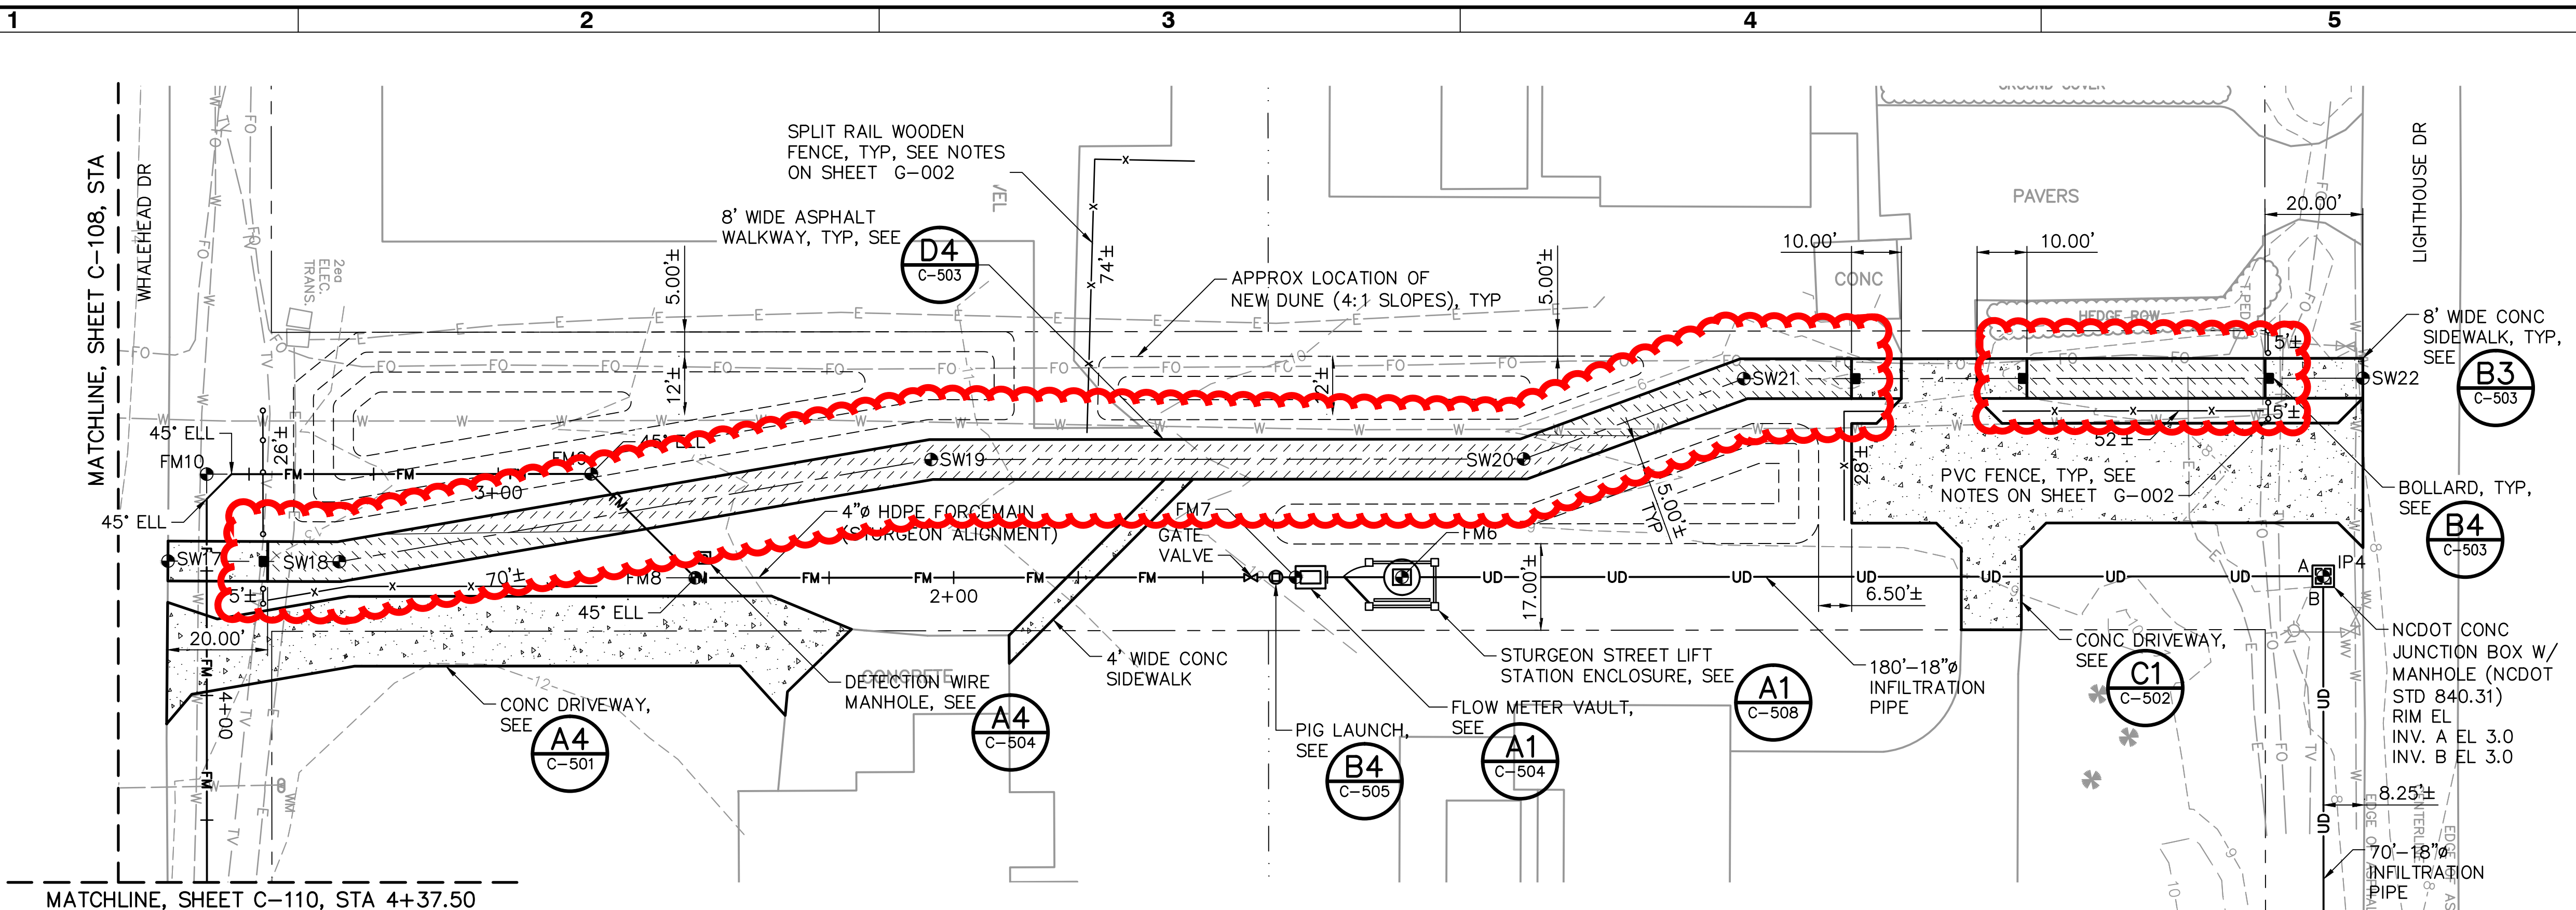 1
2
3
4
5
MATCHLINE, SHEET C-108, STA
WHALEHEAD DR
SPLIT RAIL WOODEN
FENCE, TYP, SEE NOTES
ON SHEET G-002
8' WIDE ASPHALT
WALKWAY, TYP, SEE
D4
C-503
74'±
5.00'±
12'±
APPROX LOCATION OF
NEW DUNE (4:1 SLOPES), TYP
5.00'±
10.00'
CONC
10.00'
GROUND COVER
PAVERS
HEDGE ROW
20.00'
LIGHTHOUSE DR
8' WIDE CONC
SIDEWALK, TYP,
SEE
B3
C-503
2ea
ELEC.
TRANS.
45° ELL
FM10
26'±
45° ELL
FM9
45° ELL
3+00
SW17
SW18
SW19
SW20
SW21
SW22
5'±
5'±
52'±
28'±
PVC FENCE, TYP, SEE
NOTES ON SHEET G-002
BOLLARD, TYP,
SEE
B4
C-503
4"ø HDPE FORCEMAIN
(STURGEON ALIGNMENT)
FM7
GATE
VALVE
FM6
5.00'±
TYP
FM8
70'±
5'±
45° ELL
2+00
17.00'±
6.50'±
A
IP4
B
20.00'
4+00
CONCRETE
CONC DRIVEWAY,
SEE
A4
C-501
DETECTION WIRE
MANHOLE, SEE
A4
C-504
4' WIDE CONC
SIDEWALK
PIG LAUNCH,
SEE
B4
C-505
FLOW METER VAULT,
SEE
A1
C-504
STURGEON STREET LIFT
STATION ENCLOSURE, SEE
A1
C-508
180'-18"ø
INFILTRATION
PIPE
CONC DRIVEWAY,
SEE
C1
C-502
NCDOT CONC
JUNCTION BOX W/
MANHOLE (NCDOT
STD 840.31)
RIM EL
INV. A EL 3.0
INV. B EL 3.0
8.25'±
70'-18"ø
INFILTRATION
PIPE
MATCHLINE, SHEET C-110, STA 4+37.50